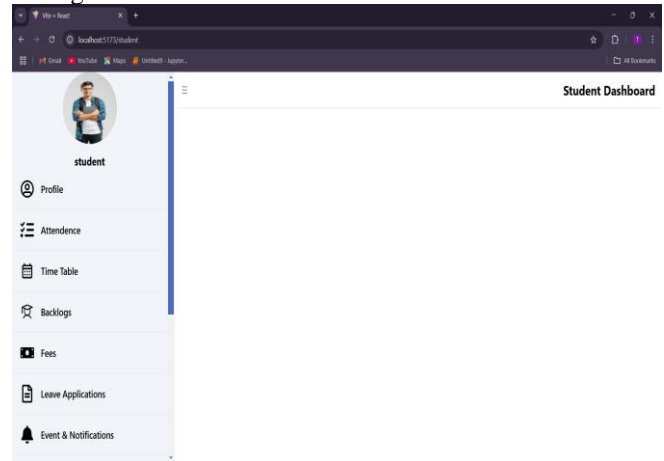 Vite + React
localhost:5173/student
Gmail YouTube Maps Untitled9 - Jupyter... All Bookmarks
T
Student Dashboard
student
Profile
Attendence
Time Table
Backlogs
Fees
Leave Applications
Event & Notifications